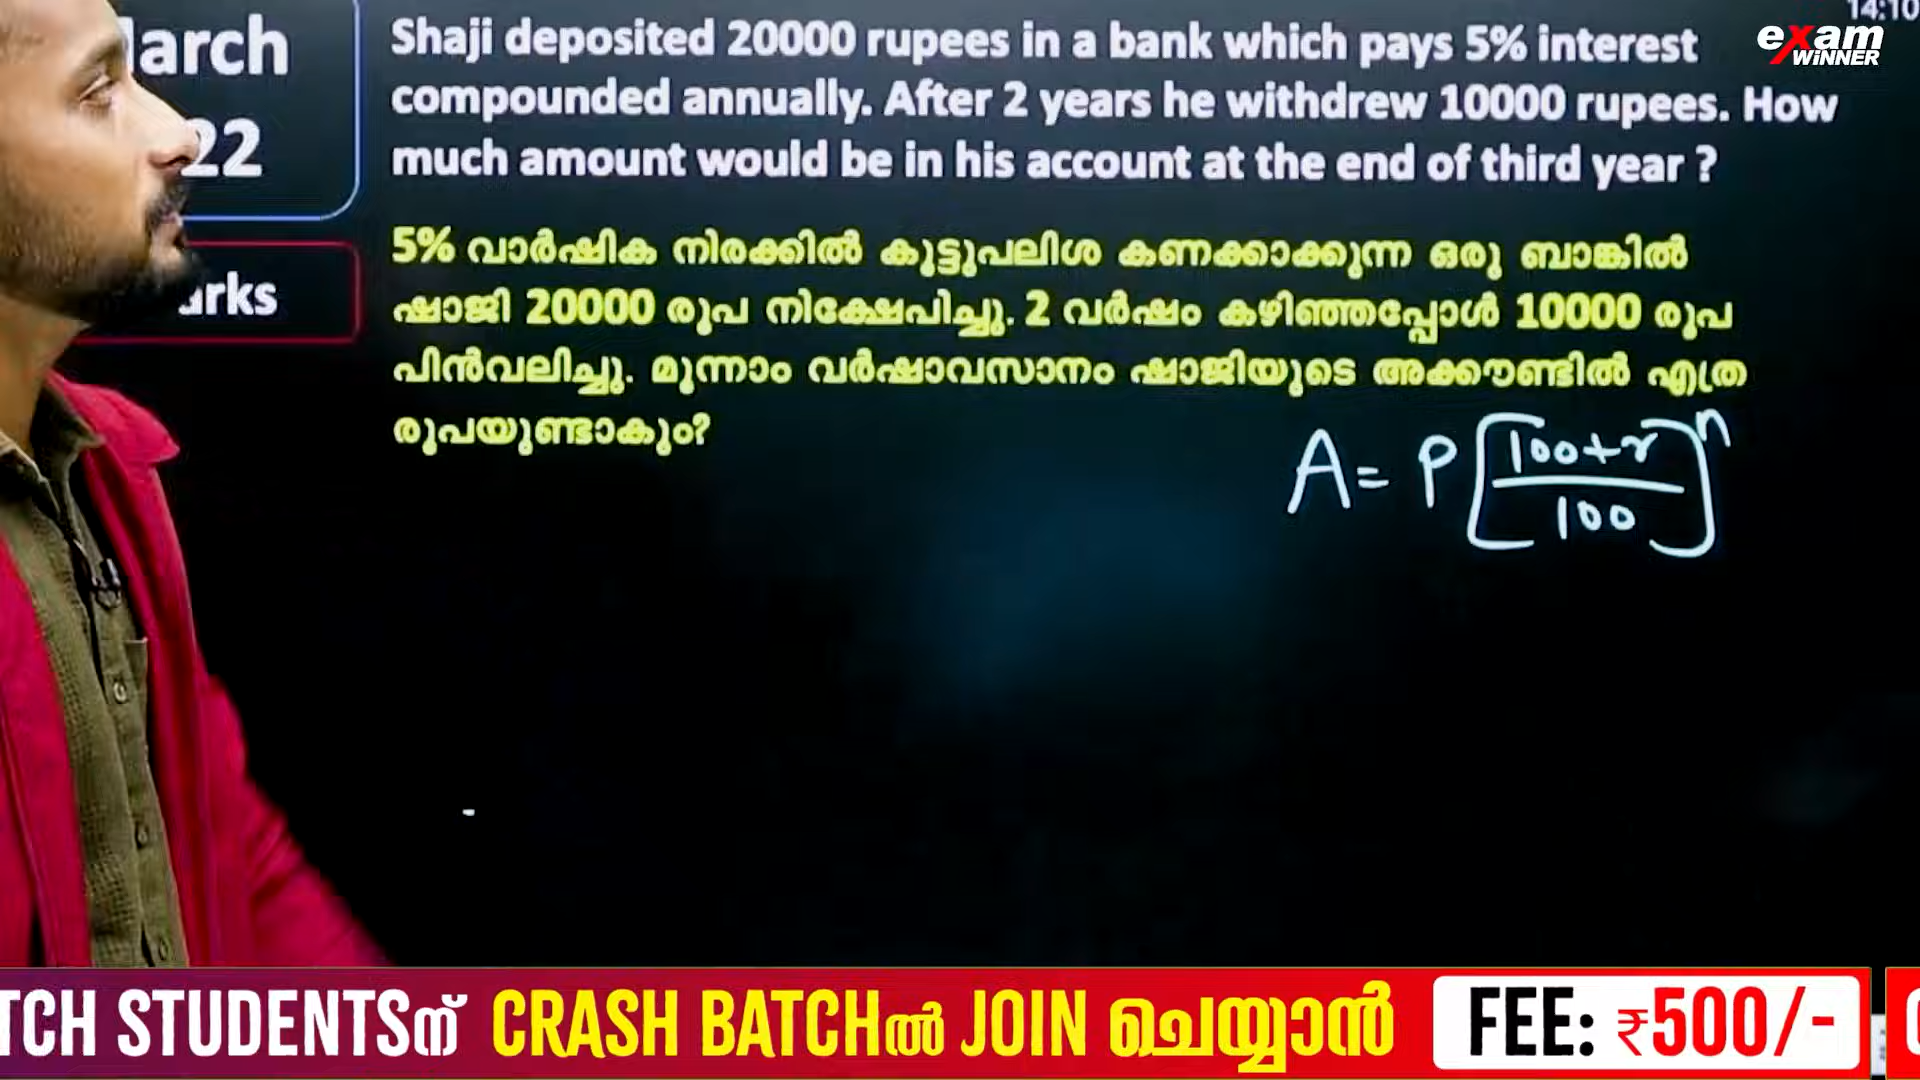 14:10
March
22
Marks
Shaji deposited 20000 rupees in a bank which pays 5% interest
compounded annually. After 2 years he withdrew 10000 rupees. How
much amount would be in his account at the end of third year ?
exam
WINNER
5% വാർഷിക നിരക്കിൽ കൂട്ടുപലിശ കണക്കാക്കുന്ന ഒരു ബാങ്കിൽ
ഷാജി 20000 രൂപ നിക്ഷേപിച്ചു. 2 വർഷം കഴിഞ്ഞപ്പോൾ 10000 രൂപ
പിൻവലിച്ചു. മൂന്നാം വർഷാവസാനം ഷാജിയുടെ അക്കൗണ്ടിൽ എത്ര
രൂപയുണ്ടാകും?
A = P [100+r / 100]^n
TCH STUDENTSന് CRASH BATCHൽ JOIN ചെയ്യാൻ FEE: ₹500/-